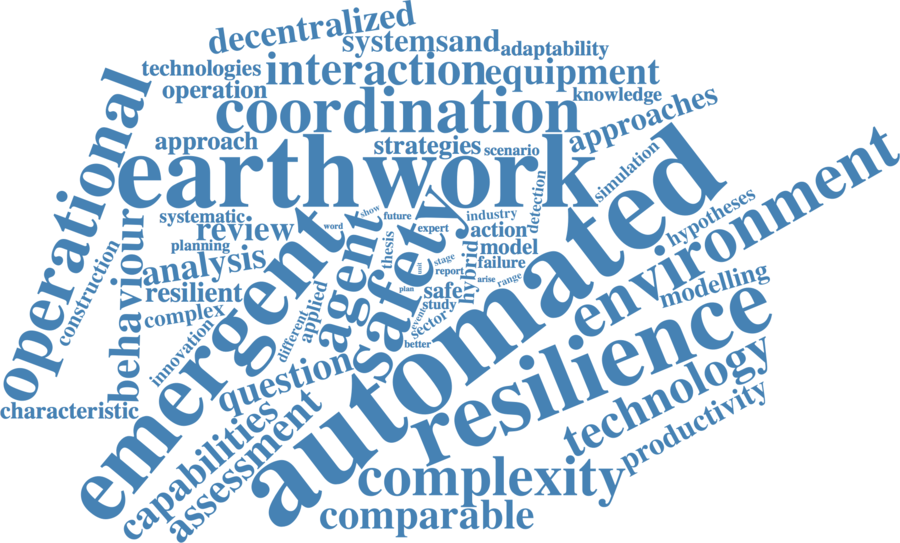 decentralized
systemsand
adaptability
technologies
interaction
equipment
operation
coordination
knowledge
approaches
approach
strategies
scenario
earthwork
operational
simulation
detection
automated
environment
hypotheses
systematic
review
word
show
future
expert
industry
action
planning
analysis
emergent
agent
thesis
safety
stage
unit
report
hybrid
model
failure
modelling
construction
behaviour
resilient
complex
applied
different
plan
safe
study
arise
range
event
sector
better
innovation
question
resilience
characteristic
capabilities
assessment
technology
productivity
complexity
comparable